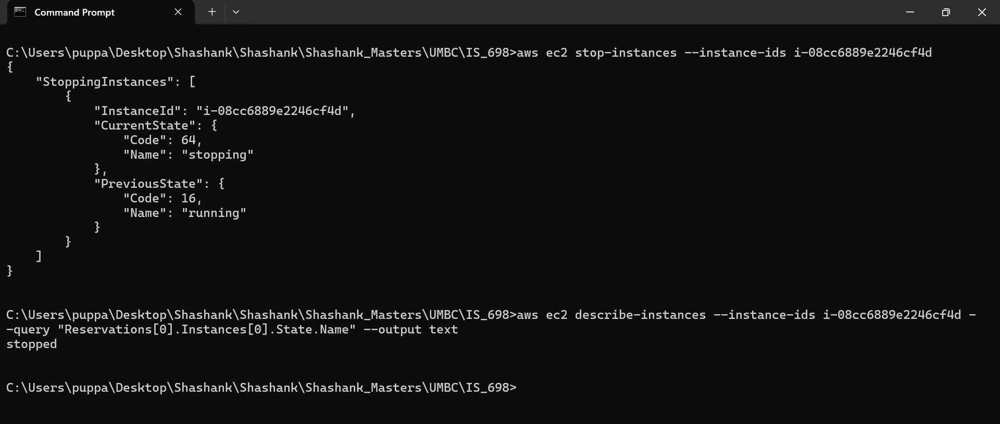 Command Prompt
C:\Users\puppa\Desktop\Shashank\Shashank\Shashank_Masters\UMBC\IS_698>aws ec2 stop-instances --instance-ids i-08cc6889e2246cf4d
{
    "StoppingInstances": [
        {
            "InstanceId": "i-08cc6889e2246cf4d",
            "CurrentState": {
                "Code": 64,
                "Name": "stopping"
            },
            "PreviousState": {
                "Code": 16,
                "Name": "running"
            }
        }
    ]
}
C:\Users\puppa\Desktop\Shashank\Shashank\Shashank_Masters\UMBC\IS_698>aws ec2 describe-instances --instance-ids i-08cc6889e2246cf4d -
-query "Reservations[0].Instances[0].State.Name" --output text
stopped
C:\Users\puppa\Desktop\Shashank\Shashank\Shashank_Masters\UMBC\IS_698>